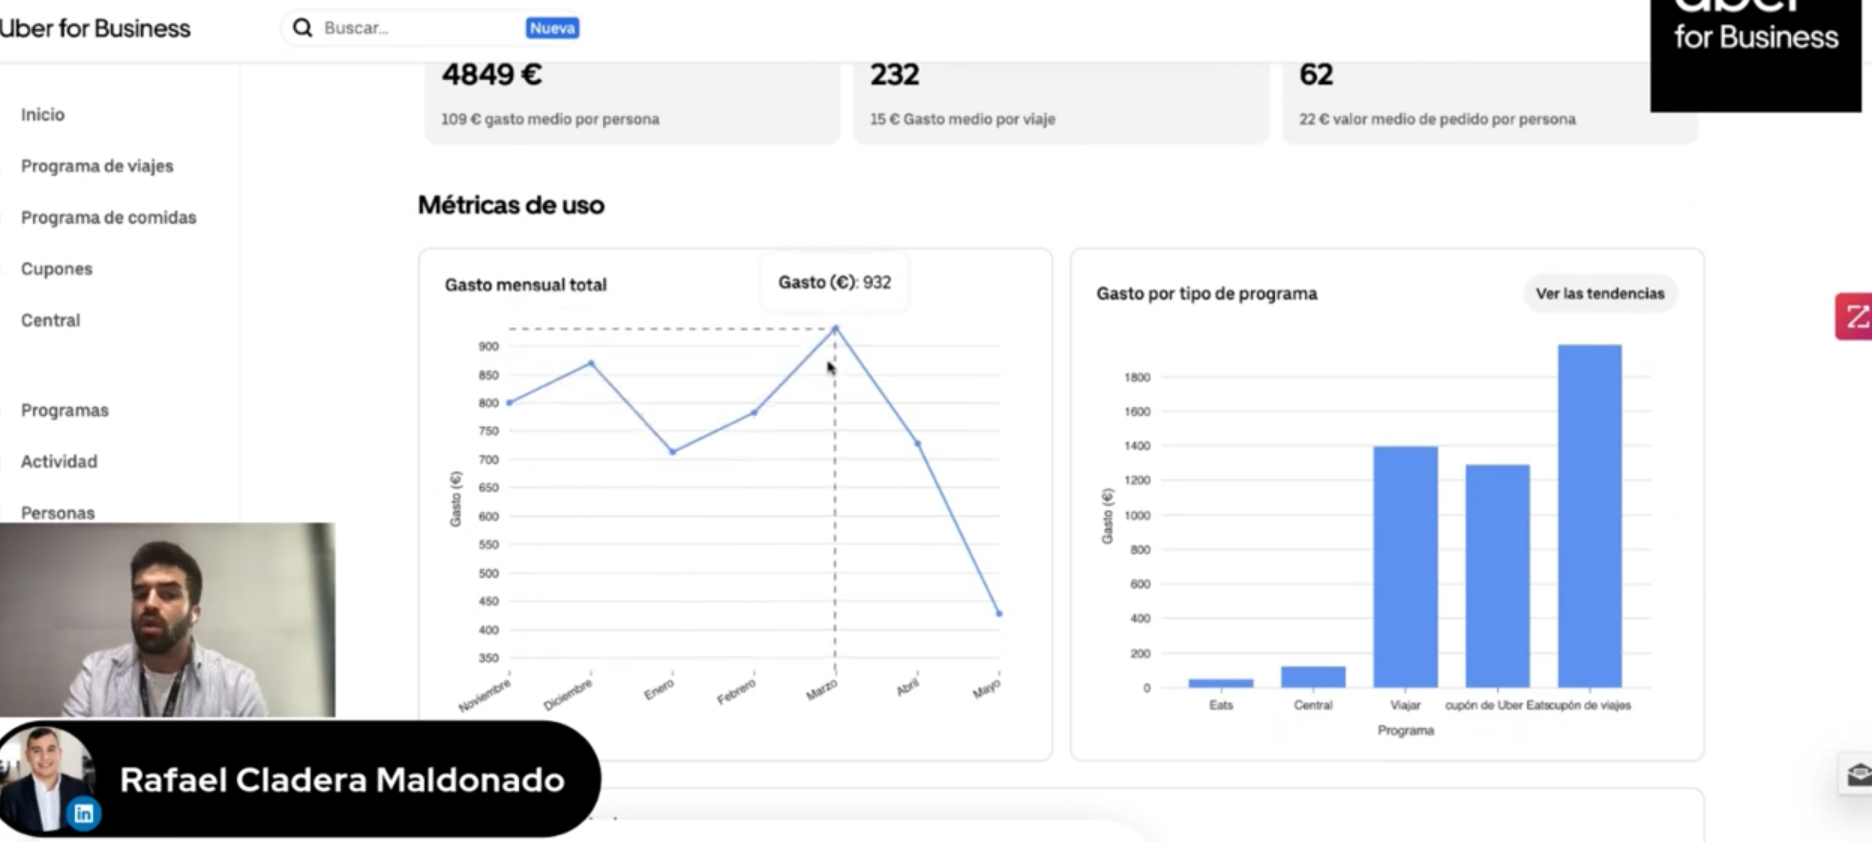 Uber for Business
Buscar...
Nueva
for Business
Inicio
Programa de viajes
Programa de comidas
Cupones
Central
Programas
Actividad
Personas
4849 €
109 € gasto medio por persona
232
15 € Gasto medio por viaje
62
22 € valor medio de pedido por persona
Métricas de uso
Gasto mensual total
Gasto (€): 932
900
850
800
750
700
650
600
550
500
450
400
350
Gasto (€)
Noviembre
Diciembre
Enero
Febrero
Marzo
Abril
Mayo
Gasto por tipo de programa
Ver las tendencias
1800
1600
1400
1200
1000
800
600
400
200
0
Gasto (€)
Eats
Central
Viajar
cupón de Uber Eats
cupón de viajes
Programa
Rafael Cladera Maldonado
in